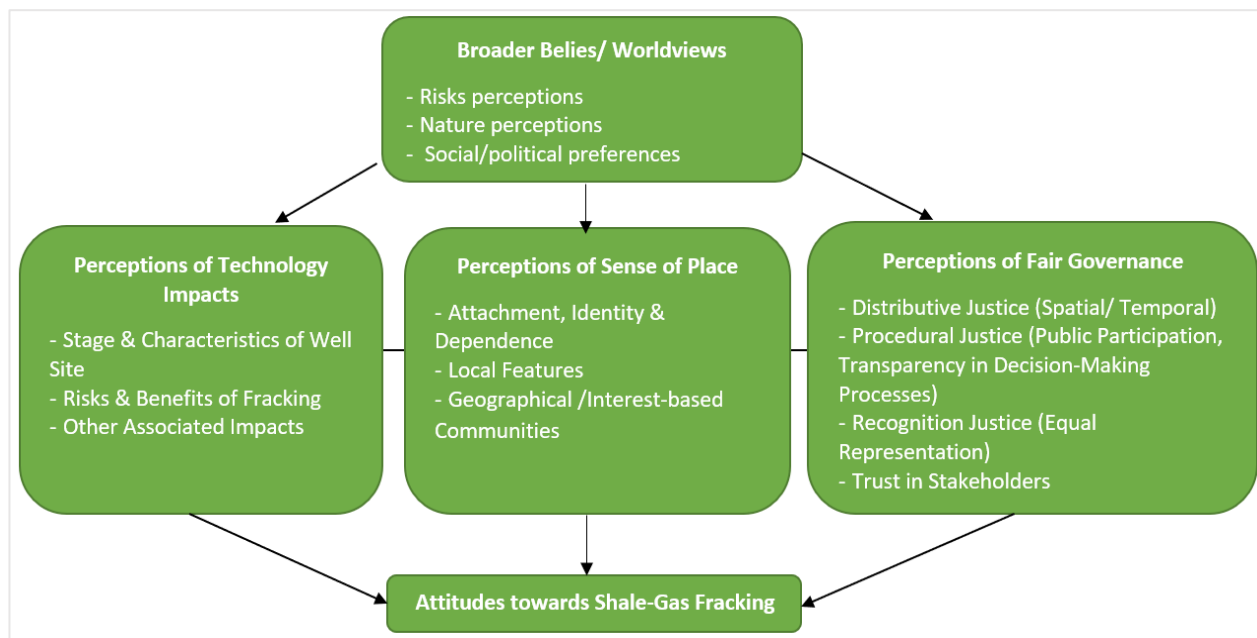 Broader Belies/ Worldviews
- Risks perceptions
- Nature perceptions
- Social/political preferences
Perceptions of Technology
Impacts
- Stage & Characteristics of Well
Site
- Risks & Benefits of Fracking
- Other Associated Impacts
Perceptions of Sense of Place
- Attachment, Identity &
Dependence
- Local Features
- Geographical /Interest-based
Communities
Perceptions of Fair Governance
- Distributive Justice (Spatial/ Temporal)
- Procedural Justice (Public Participation,
Transparency in Decision-Making
Processes)
- Recognition Justice (Equal
Representation)
- Trust in Stakeholders
Attitudes towards Shale-Gas Fracking